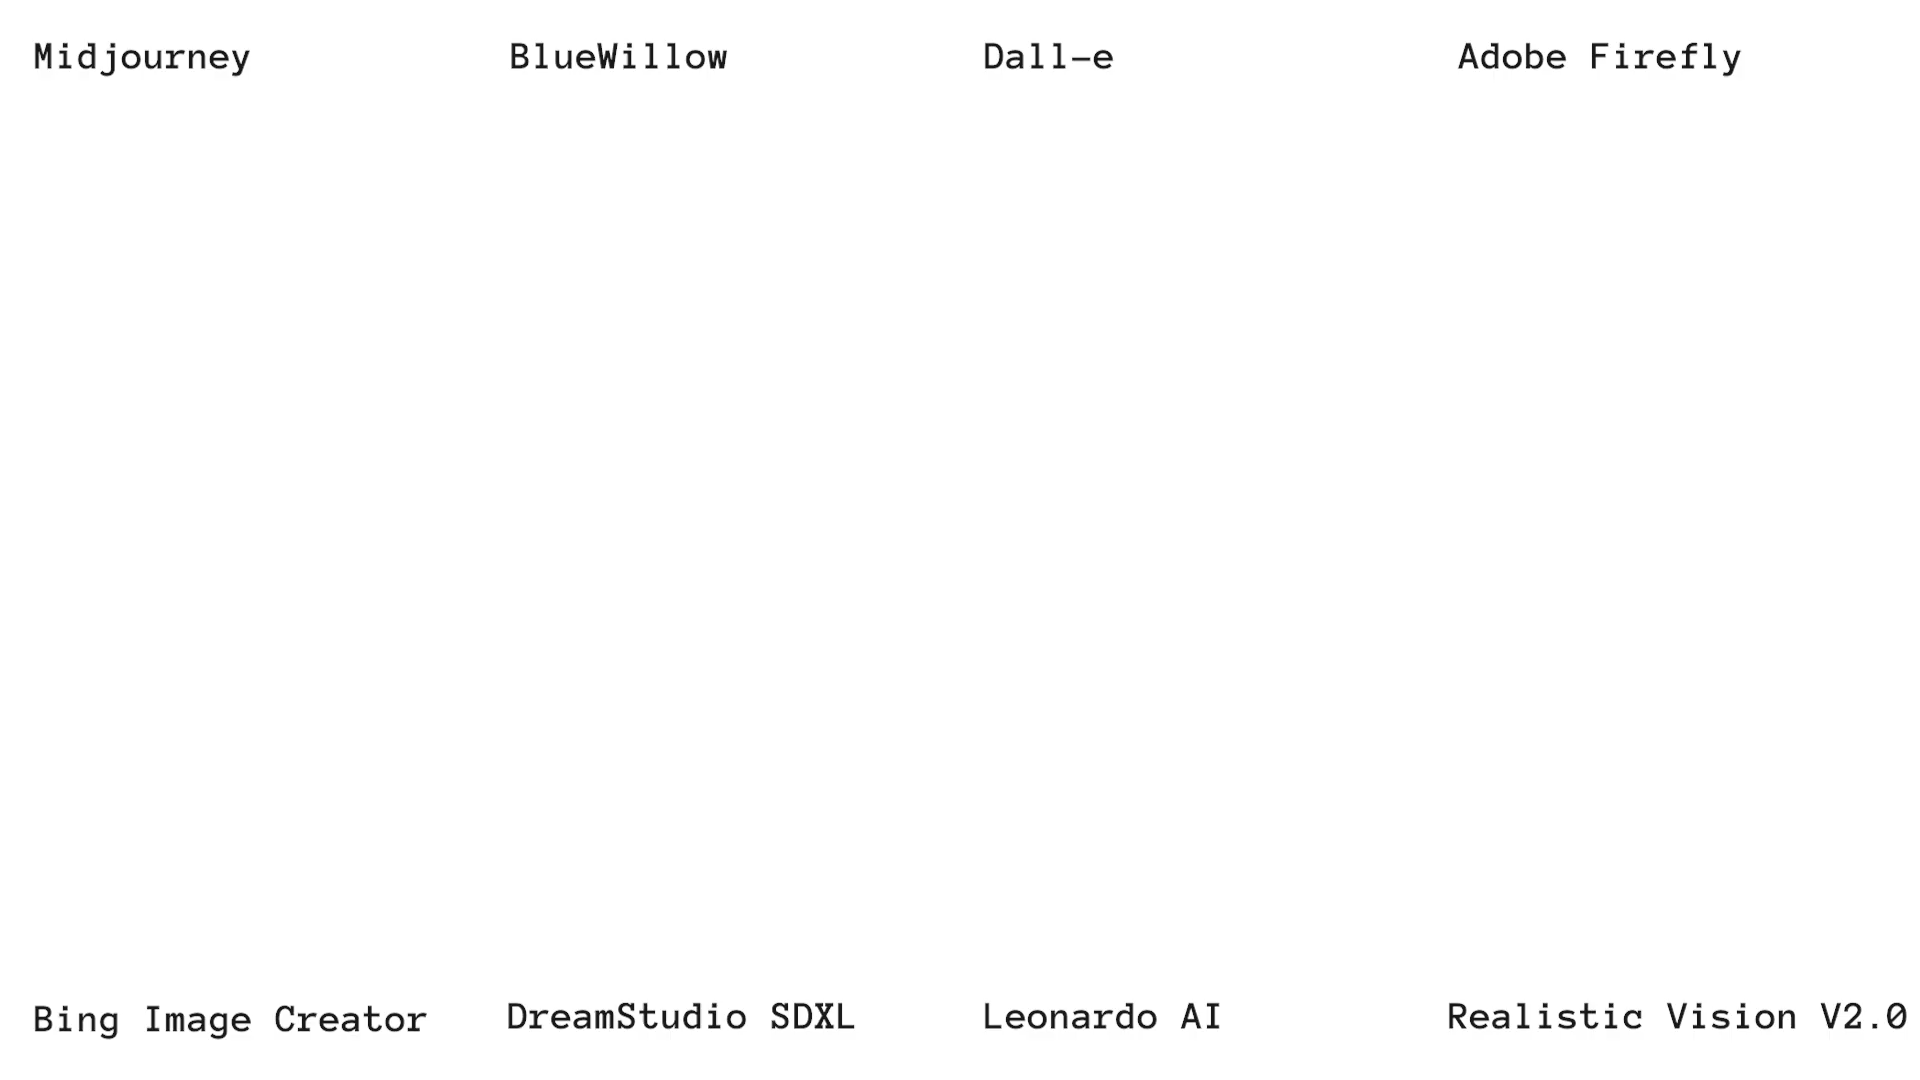 Midjourney
BlueWillow
Dall-e
Adobe Firefly
Bing Image Creator
DreamStudio SDXL
Leonardo AI
Realistic Vision V2.0